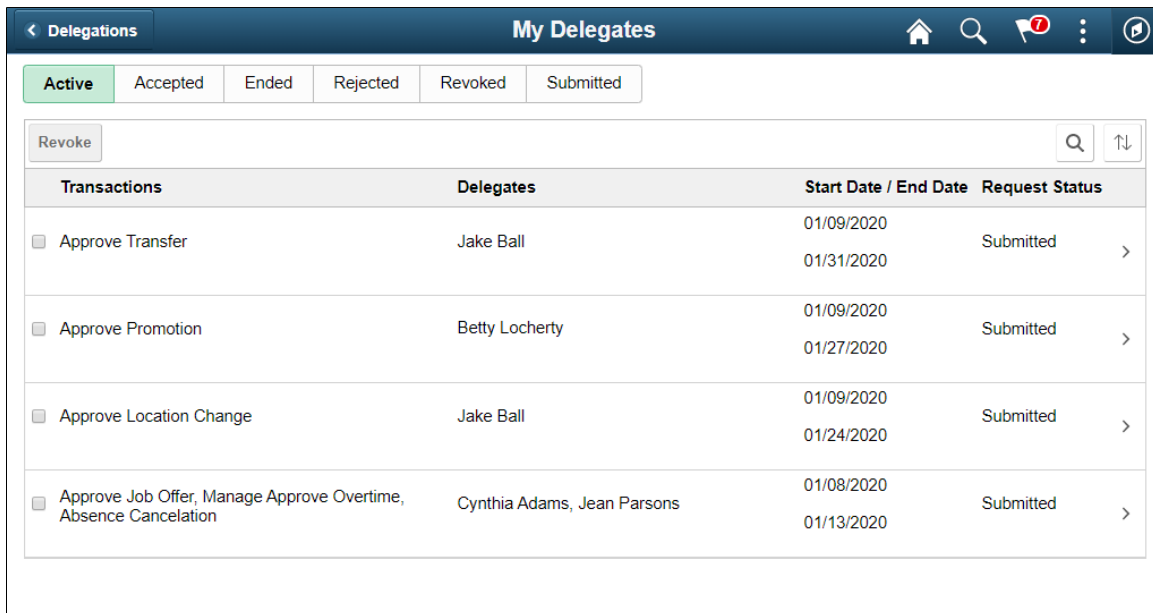 Delegations
My Delegates
7
Active Accepted Ended Rejected Revoked Submitted
Revoke
Transactions Delegates Start Date / End Date Request Status
Approve Transfer Jake Ball 01/09/2020 Submitted
01/31/2020
Approve Promotion Betty Locherty 01/09/2020 Submitted
01/27/2020
Approve Location Change Jake Ball 01/09/2020 Submitted
01/24/2020
Approve Job Offer, Manage Approve Overtime, Cynthia Adams, Jean Parsons 01/08/2020 Submitted
Absence Cancelation 01/13/2020